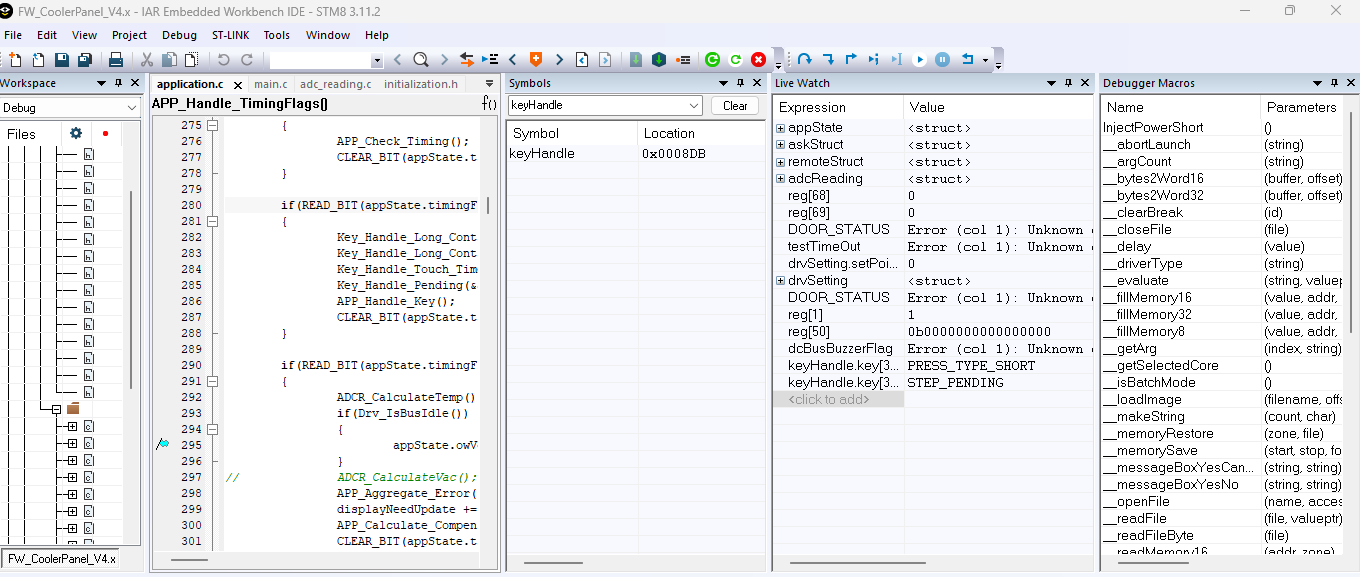 FW_CoolerPanel_V4.x - IAR Embedded Workbench IDE - STM8 3.11.2
File Edit View Project Debug ST-LINK Tools Window Help
Workspace
Debug
Files
FW_CoolerPanel_V4.x
application.c main.c adc_reading.c initialization.h
APP_Handle_TimingFlags() f()
275 {
276 APP_Check_Timing();
277 CLEAR_BIT(appState.t
278 }
279
280 if(READ_BIT(appState.timingF
281 {
282 Key_Handle_Long_Cont
283 Key_Handle_Long_Cont
284 Key_Handle_Touch_Tim
285 Key_Handle_Pending(&
286 APP_Handle_Key();
287 CLEAR_BIT(appState.t
288 }
289
290 if(READ_BIT(appState.timingF
291 {
292 ADCR_CalculateTemp()
293 if(Drv_IsBusIdle())
294 {
295 appState.owV
296 }
297 // ADCR_CalculateVac();
298 APP_Aggregate_Error(
299 displayNeedUpdate +=
300 APP_Calculate_Compen
301 CLEAR_BIT(appState.t
Symbols
keyHandle Clear
Symbol Location
keyHandle 0x0008DB
Live Watch
Expression Value
appState <struct>
askStruct <struct>
remoteStruct <struct>
adcReading <struct>
reg[68] 0
reg[69] 0
DOOR_STATUS Error (col 1): Unknown
testTimeOut Error (col 1): Unknown
drvSetting.setPoi... 0
drvSetting <struct>
DOOR_STATUS Error (col 1): Unknown
reg[1] 1
reg[50] 0b0000000000000000
dcBusBuzzerFlag Error (col 1): Unknown
keyHandle.key[3... PRESS_TYPE_SHORT
keyHandle.key[3... STEP_PENDING
<click to add>
Debugger Macros
Name Parameters
InjectPowerShort ()
__abortLaunch (string)
__argCount (string)
__bytes2Word16 (buffer, offset)
__bytes2Word32 (buffer, offset)
__clearBreak (id)
__closeFile (file)
__delay (value)
__driverType (string)
__evaluate (string, valuep
__fillMemory16 (value, addr,
__fillMemory32 (value, addr,
__fillMemory8 (value, addr,
__getArg (index, string)
__getSelectedCore ()
__isBatchMode ()
__loadImage (filename, offs
__makeString (count, char)
__memoryRestore (zone, file)
__memorySave (start, stop, fo
__messageBoxYesCan... (string, string)
__messageBoxYesNo (string, string)
__openFile (name, acces
__readFile (file, valueptr)
__readFileByte (file)
__readMemory16 (addr, zone)